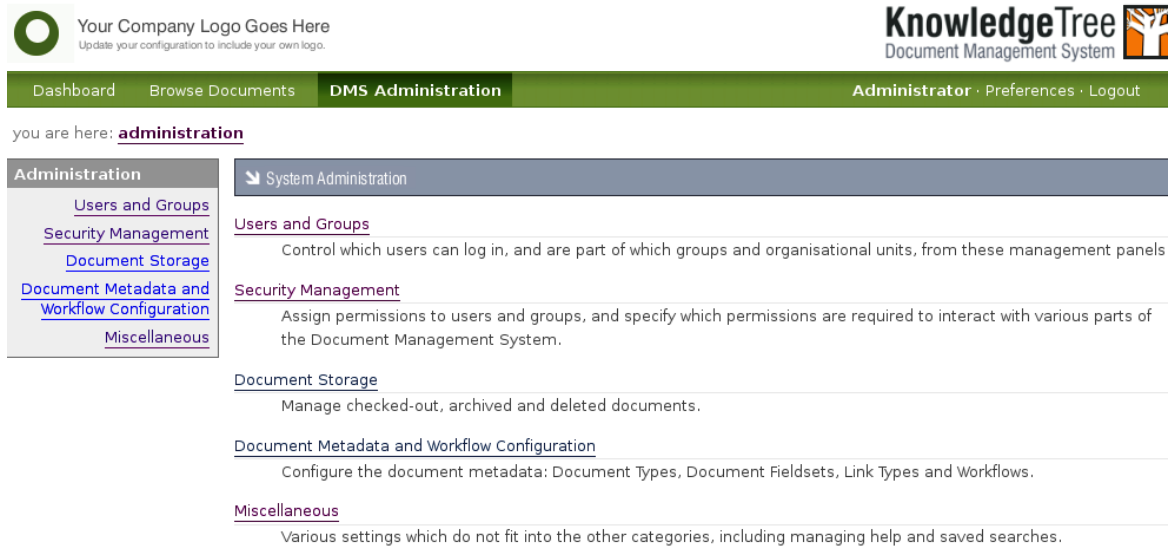 Your Company Logo Goes Here
Update your configuration to include your own logo.
KnowledgeTree
Document Management System
Dashboard Browse Documents DMS Administration Administrator · Preferences · Logout
you are here: administration
Administration
Users and Groups
Security Management
Document Storage
Document Metadata and
Workflow Configuration
Miscellaneous
System Administration
Users and Groups
Control which users can log in, and are part of which groups and organisational units, from these management panels
Security Management
Assign permissions to users and groups, and specify which permissions are required to interact with various parts of
the Document Management System.
Document Storage
Manage checked-out, archived and deleted documents.
Document Metadata and Workflow Configuration
Configure the document metadata: Document Types, Document Fieldsets, Link Types and Workflows.
Miscellaneous
Various settings which do not fit into the other categories, including managing help and saved searches.